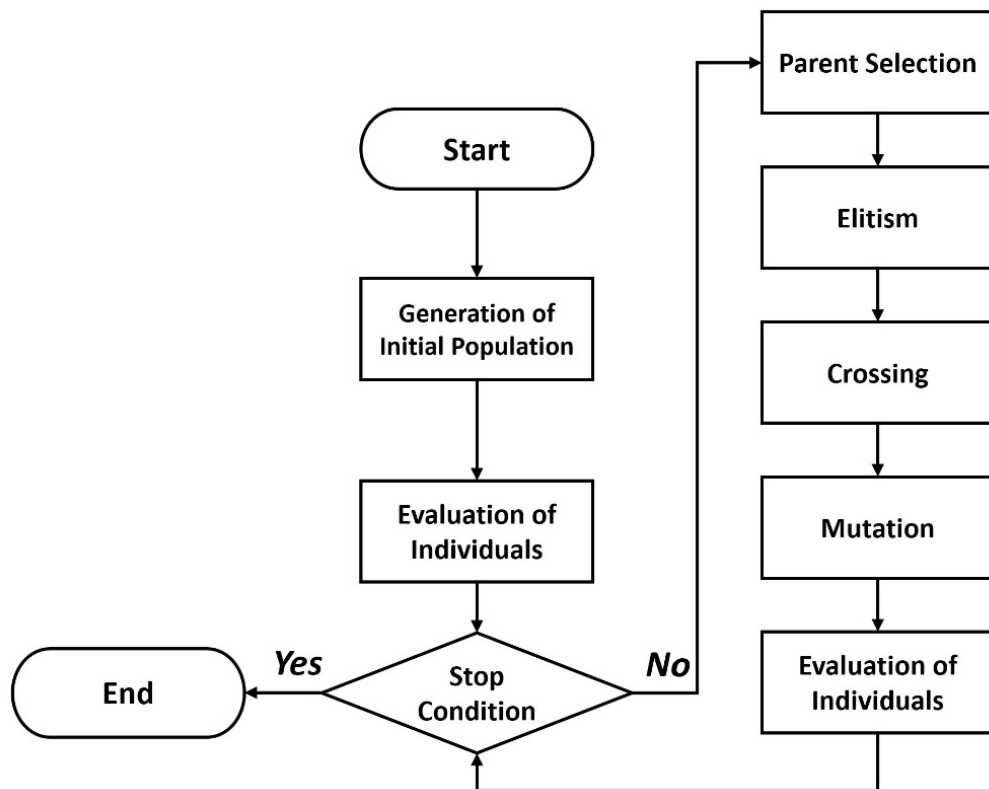 Start
Generation of
Initial Population
Evaluation of
Individuals
Stop
Condition
Yes
End
No
Parent Selection
Elitism
Crossing
Mutation
Evaluation of
Individuals